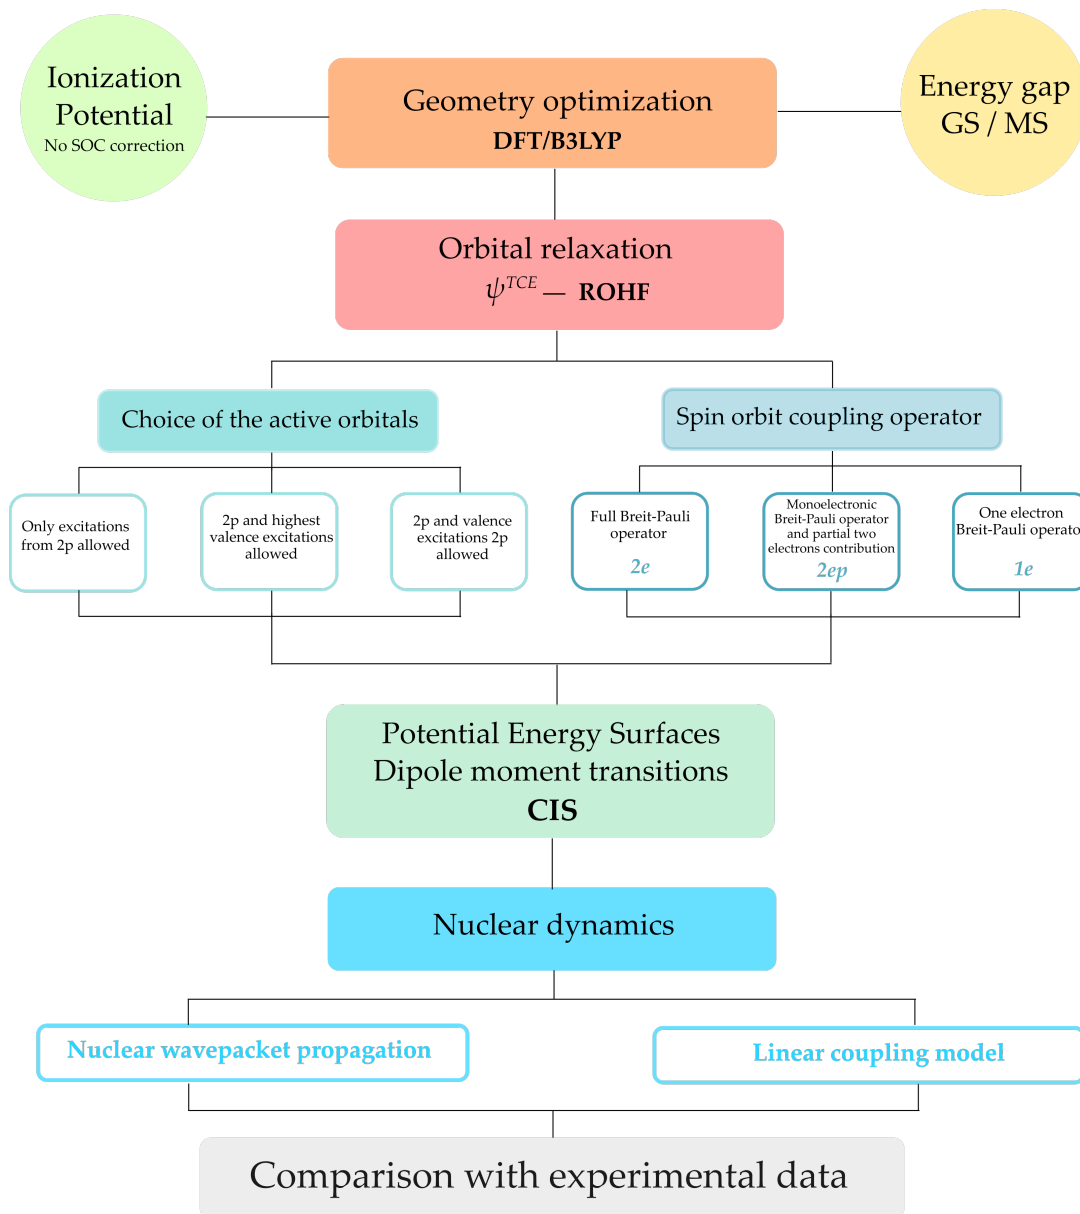 Ionization
Potential
No SOC correction
Geometry optimization
DFT/B3LYP
Energy gap
GS / MS
Orbital relaxation
ψ^TCE — ROHF
Choice of the active orbitals
Spin orbit coupling operator
Only excitations
from 2p allowed
2p and highest
valence excitations
allowed
2p and valence
excitations 2p
allowed
Full Breit-Pauli
operator
2e
Monoelectronic
Breit-Pauli operator
and partial two
electrons contribution
2ep
One electron
Breit-Pauli operato
1e
Potential Energy Surfaces
Dipole moment transitions
CIS
Nuclear dynamics
Nuclear wavepacket propagation
Linear coupling model
Comparison with experimental data